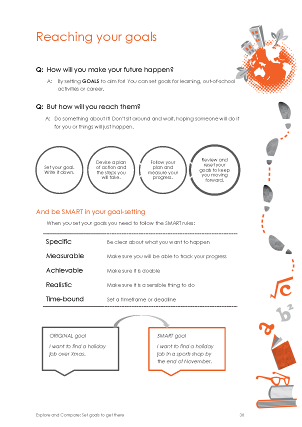 Reaching your goals
Q: How will you make your future happen?
A: By setting GOALS to aim for! You can set goals for learning, out-of-school
activities or career.
Q: But how will you reach them?
A: Do something about it! Don't sit around and wait, hoping someone will do it
for you or things will just happen.
Set your goal.
Write it down.
Devise a plan
of action and
the steps you
will take.
Follow your
plan and
measure your
progress.
Review and
reset your
goals to keep
you moving
forward.
And be SMART in your goal-setting
When you set your goals you need to follow the SMART rules:
Specific Be clear about what you want to happen
Measurable Make sure you will be able to track your progress
Achievable Make sure it is doable
Realistic Make sure it is a sensible thing to do
Time-bound Set a timeframe or deadline
ORIGINAL goal:
I want to find a holiday
job over Xmas.
SMART goal:
I want to find a holiday
job in a sports shop by
the end of November.
√c
b²
a
Explore and Compare: Set goals to get there